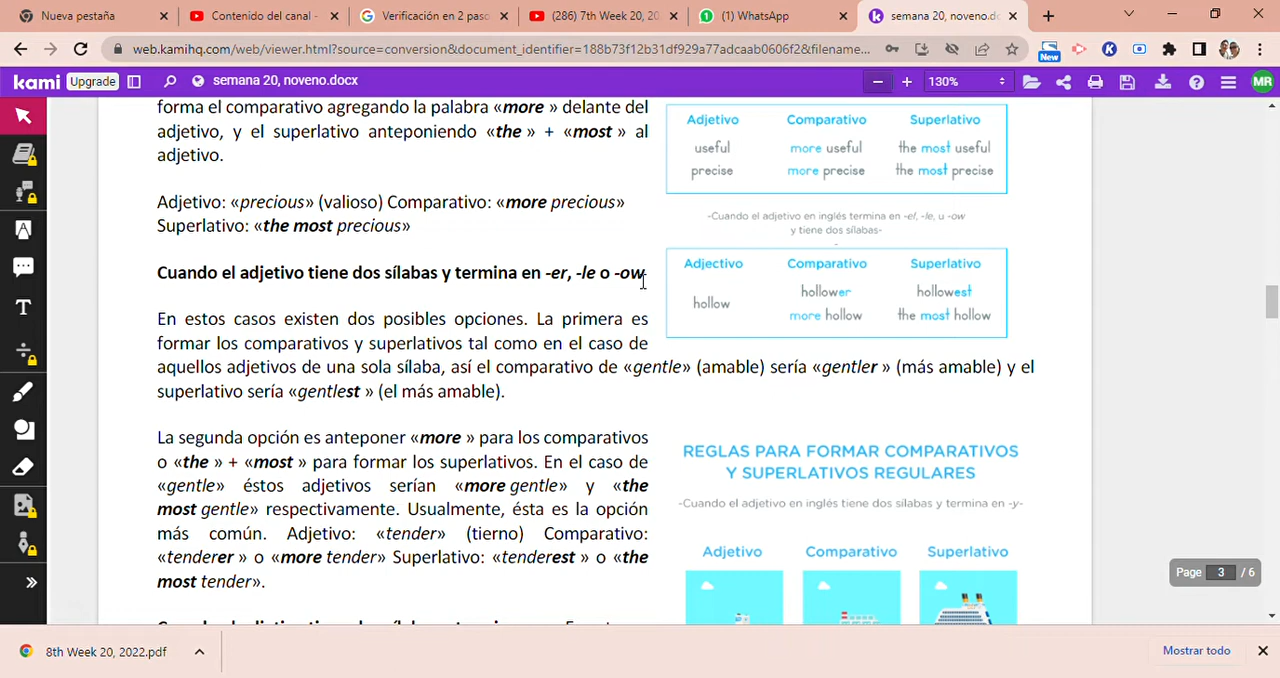 Nueva pestaña
Contenido del canal -
Verificación en 2 paso
(286) 7th Week 20, 20
(1) WhatsApp
semana 20, noveno.do
web.kamihq.com/web/viewer.html?source=conversion&document_identifier=188b73f12b31df929a77adcaab0606f2&filename...
New
kami Upgrade semana 20, noveno.docx 130% MR
forma el comparativo agregando la palabra «more » delante del
adjetivo, y el superlativo anteponiendo «the » + «most » al
adjetivo.
Adjetivo: «precious» (valioso) Comparativo: «more precious»
Superlativo: «the most precious»
Cuando el adjetivo tiene dos sílabas y termina en -er, -le o -ow
En estos casos existen dos posibles opciones. La primera es
formar los comparativos y superlativos tal como en el caso de
aquellos adjetivos de una sola sílaba, así el comparativo de «gentle» (amable) sería «gentler » (más amable) y el
superlativo sería «gentlest » (el más amable).
La segunda opción es anteponer «more » para los comparativos
o «the » + «most » para formar los superlativos. En el caso de
«gentle» éstos adjetivos serían «more gentle» y «the
most gentle» respectivamente. Usualmente, ésta es la opción
más común. Adjetivo: «tender» (tierno) Comparativo:
«tenderer » o «more tender» Superlativo: «tenderest » o «the
most tender».
Adjetivo Comparativo Superlativo
useful more useful the most useful
precise more precise the most precise
-Cuando el adjetivo en inglés termina en -el, -le, u -ow
y tiene dos sílabas-
Adjectivo Comparativo Superlativo
hollow
hollower hollowest
more hollow the most hollow
REGLAS PARA FORMAR COMPARATIVOS
Y SUPERLATIVOS REGULARES
-Cuando el adjetivo en inglés tiene dos sílabas y termina en -y-
Adjetivo Comparativo Superlativo
Page 3 / 6
8th Week 20, 2022.pdf
Mostrar todo